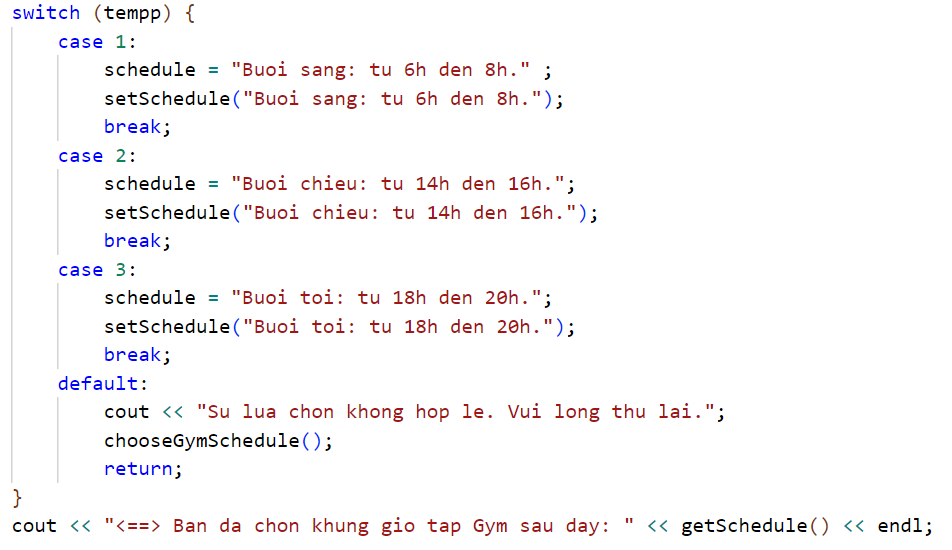 switch (tempp) {
    case 1:
        schedule = "Buoi sang: tu 6h den 8h." ;
        setSchedule("Buoi sang: tu 6h den 8h.");
        break;
    case 2:
        schedule = "Buoi chieu: tu 14h den 16h.";
        setSchedule("Buoi chieu: tu 14h den 16h.");
        break;
    case 3:
        schedule = "Buoi toi: tu 18h den 20h.";
        setSchedule("Buoi toi: tu 18h den 20h.");
        break;
    default:
        cout << "Su lua chon khong hop le. Vui long thu lai.";
        chooseGymSchedule();
        return;
}
cout << "<==> Ban da chon khung gio tap Gym sau day: " << getSchedule() << endl;